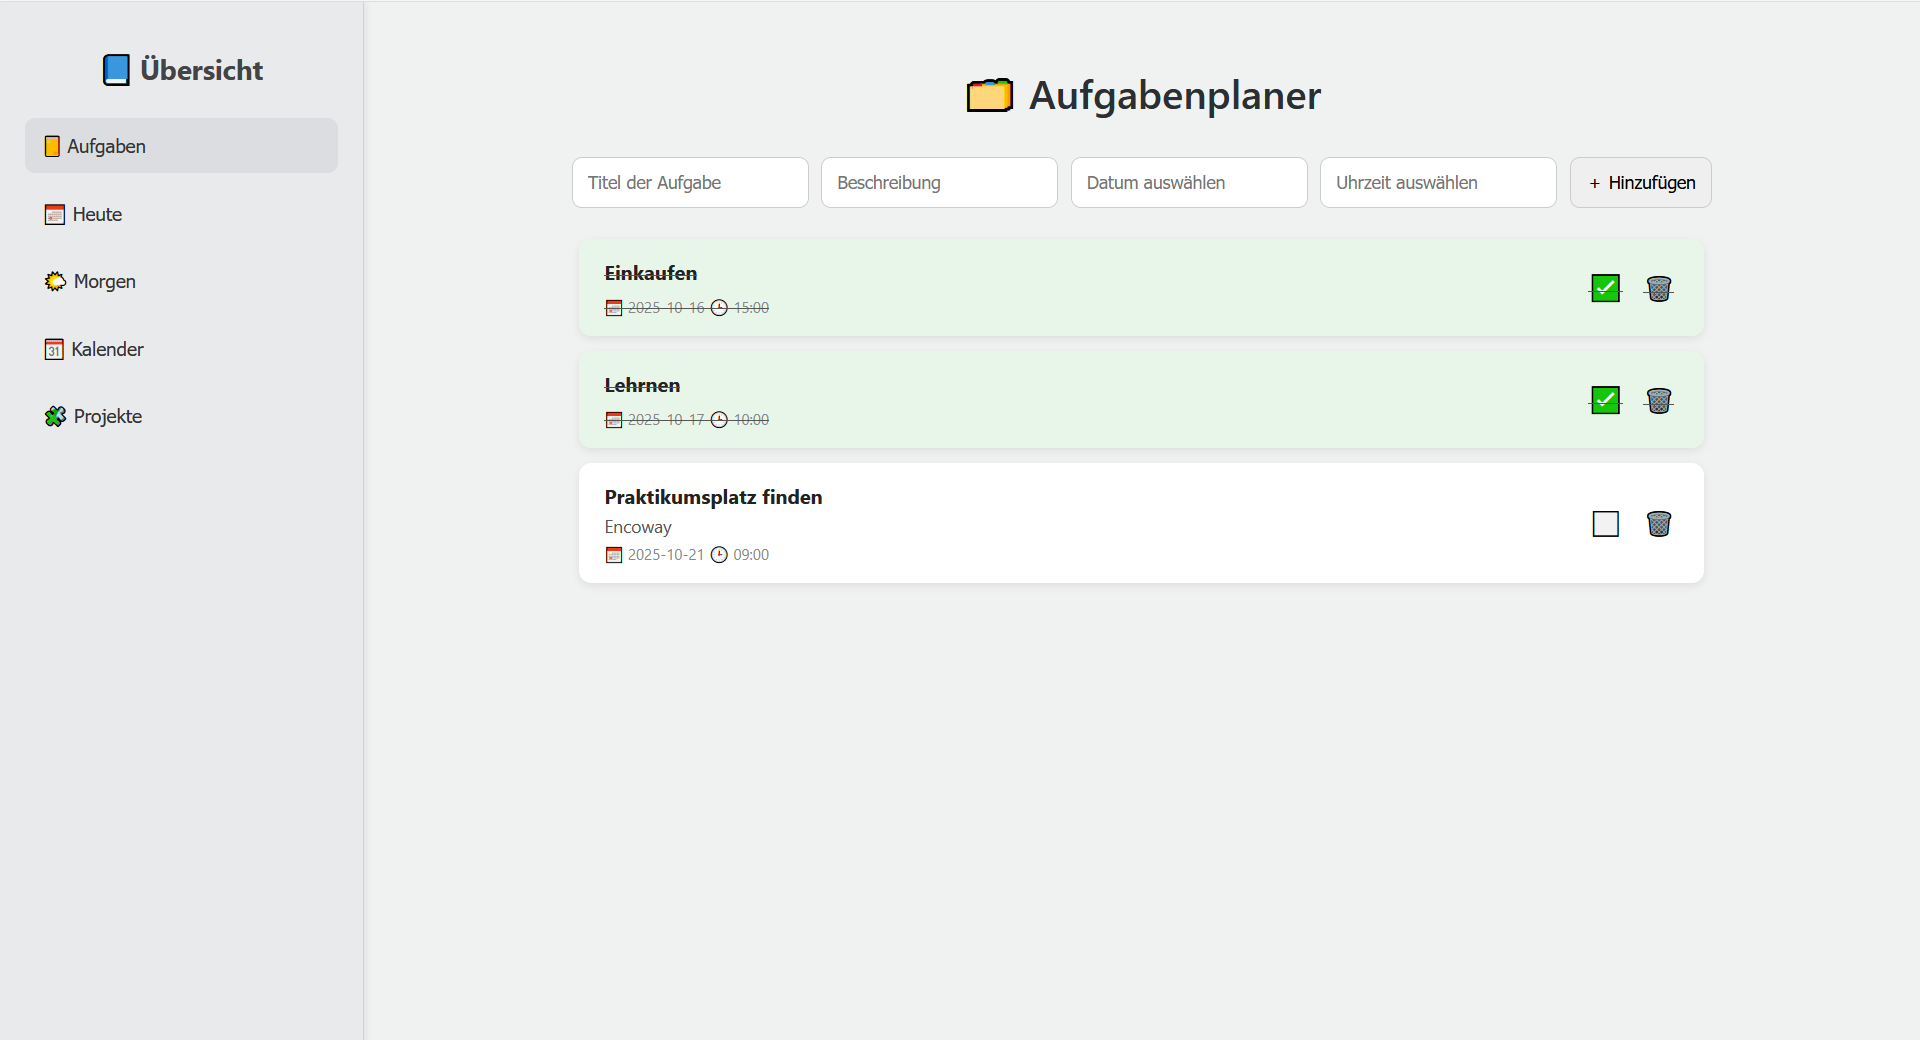 Übersicht
Aufgaben
Heute
Morgen
Kalender
Projekte
Aufgabenplaner
Titel der Aufgabe
Beschreibung
Datum auswählen
Uhrzeit auswählen
+ Hinzufügen
Einkaufen
2025-10-16 15:00
Lehrnen
2025-10-17 10:00
Praktikumsplatz finden
Encoway
2025-10-21 09:00